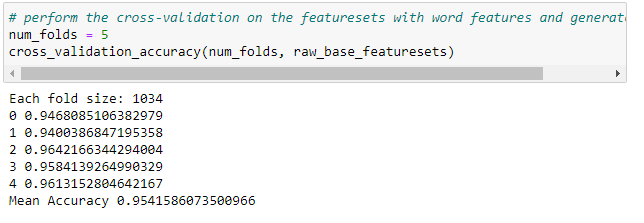 # perform the cross-validation on the featuresets with word features and generat
num_folds = 5
cross_validation_accuracy(num_folds, raw_base_featuresets)
Each fold size: 1034
0 0.9468085106382979
1 0.9400386847195358
2 0.9642166344294004
3 0.9584139264990329
4 0.9613152804642167
Mean Accuracy 0.9541586073500966